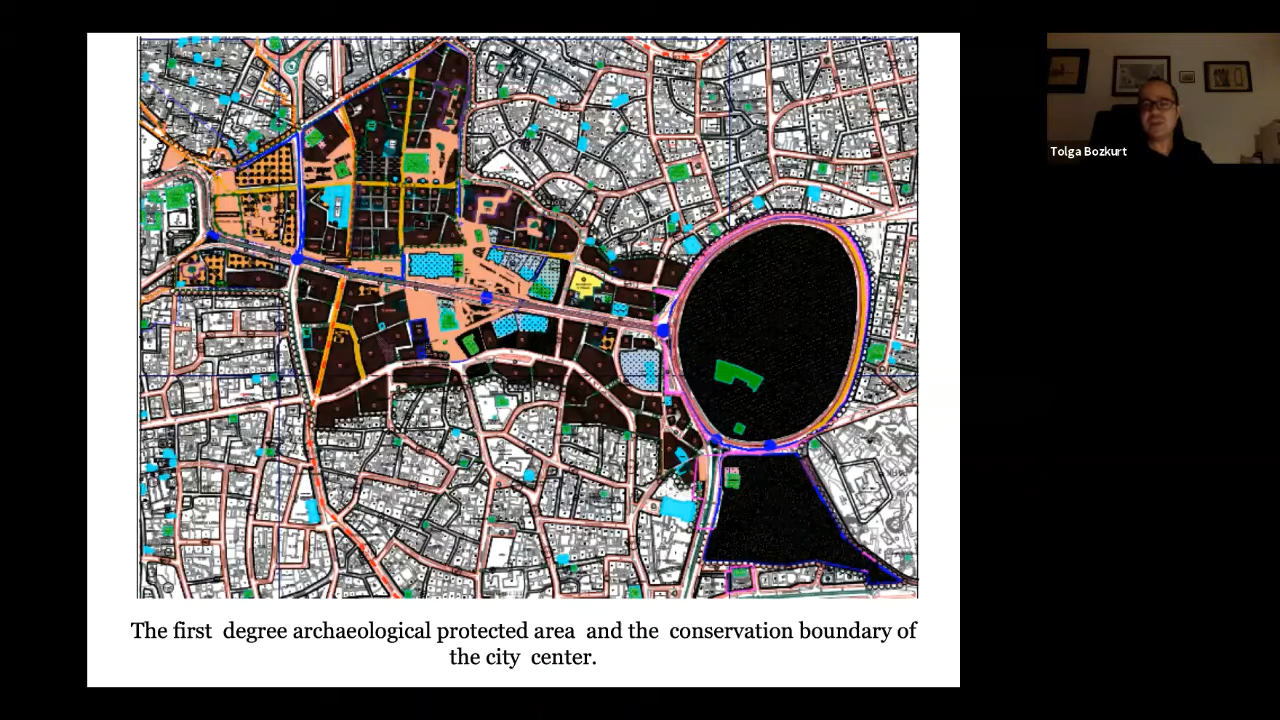 Tolga Bozkurt
The first degree archaeological protected area and the conservation boundary of
the city center.